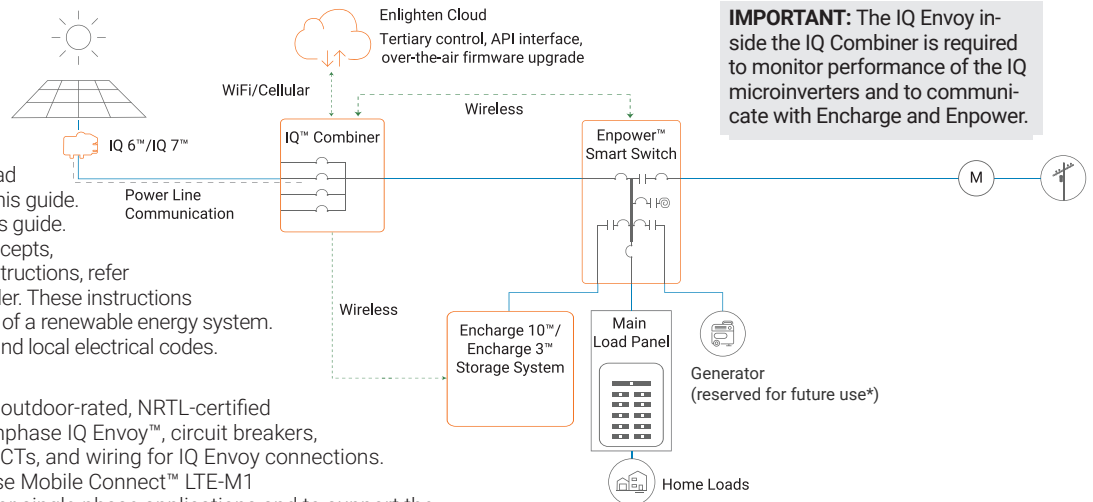 Enlighten Cloud
Tertiary control, API interface,
over-the-air firmware upgrade
IMPORTANT: The IQ Envoy in-
side the IQ Combiner is required
to monitor performance of the IQ
microinverters and to communi-
cate with Encharge and Enpower.
WiFi/Cellular
Wireless
IQ 6™/IQ 7™
IQ™ Combiner
Enpower™
Smart Switch
M
Power Line
Communication
his guide.
s guide.
cepts,
structions, refer
ler. These instructions
of a renewable energy system.
and local electrical codes.
Wireless
Encharge 10™/
Encharge 3™
Storage System
Main
Load Panel
Generator
(reserved for future use*)
Home Loads
outdoor-rated, NRTL-certified
nphase IQ Envoy™, circuit breakers,
CTs, and wiring for IQ Envoy connections.
se Mobile Connect™ LTE-M1